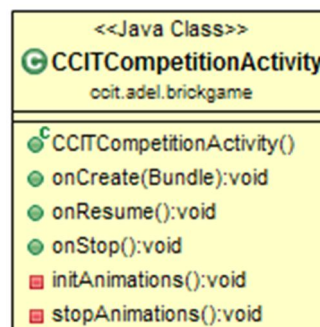 <<Java Class>>
CCITCompetitionActivity
ccit.adel.brickgame
CCITCompetitionActivity()
onCreate(Bundle):void
onResume():void
onStop():void
initAnimations():void
stopAnimations():void